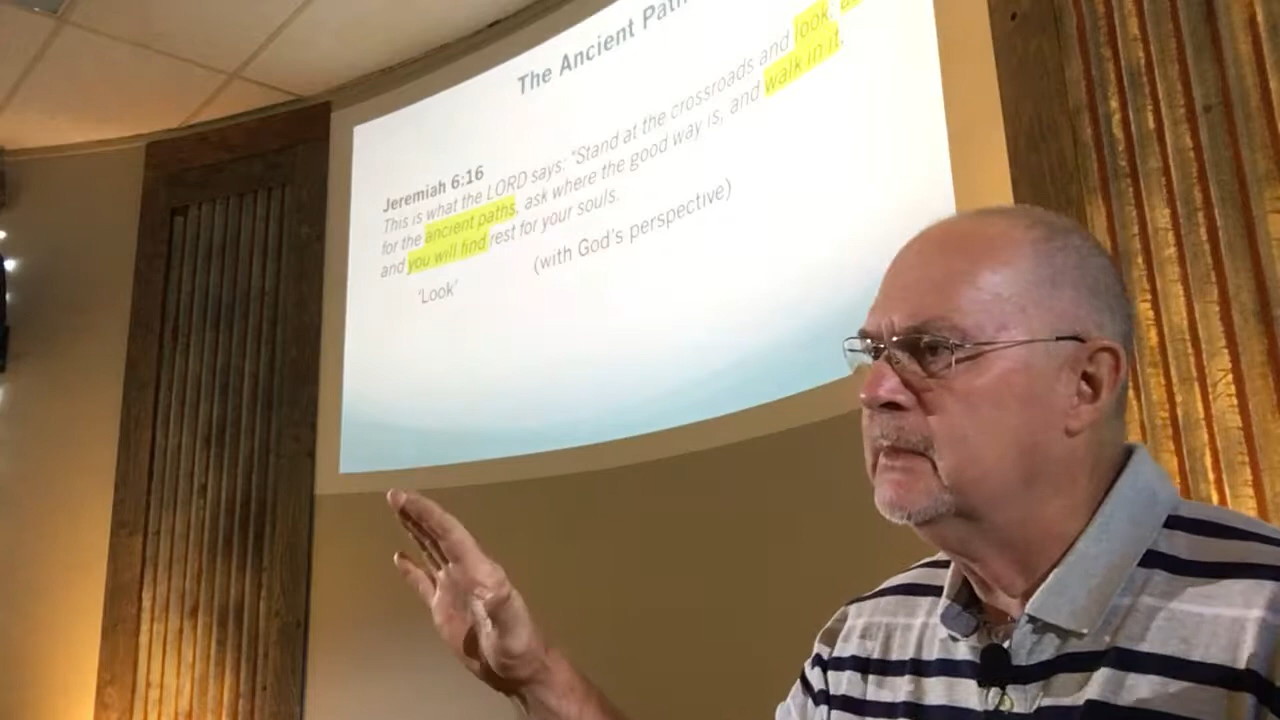 The Ancient Path
Jeremiah 6:16
This is what the LORD says: "Stand at the crossroads and look;
for the ancient paths, ask where the good way is, and walk in it,
and you will find rest for your souls.
'Look' (with God's perspective)